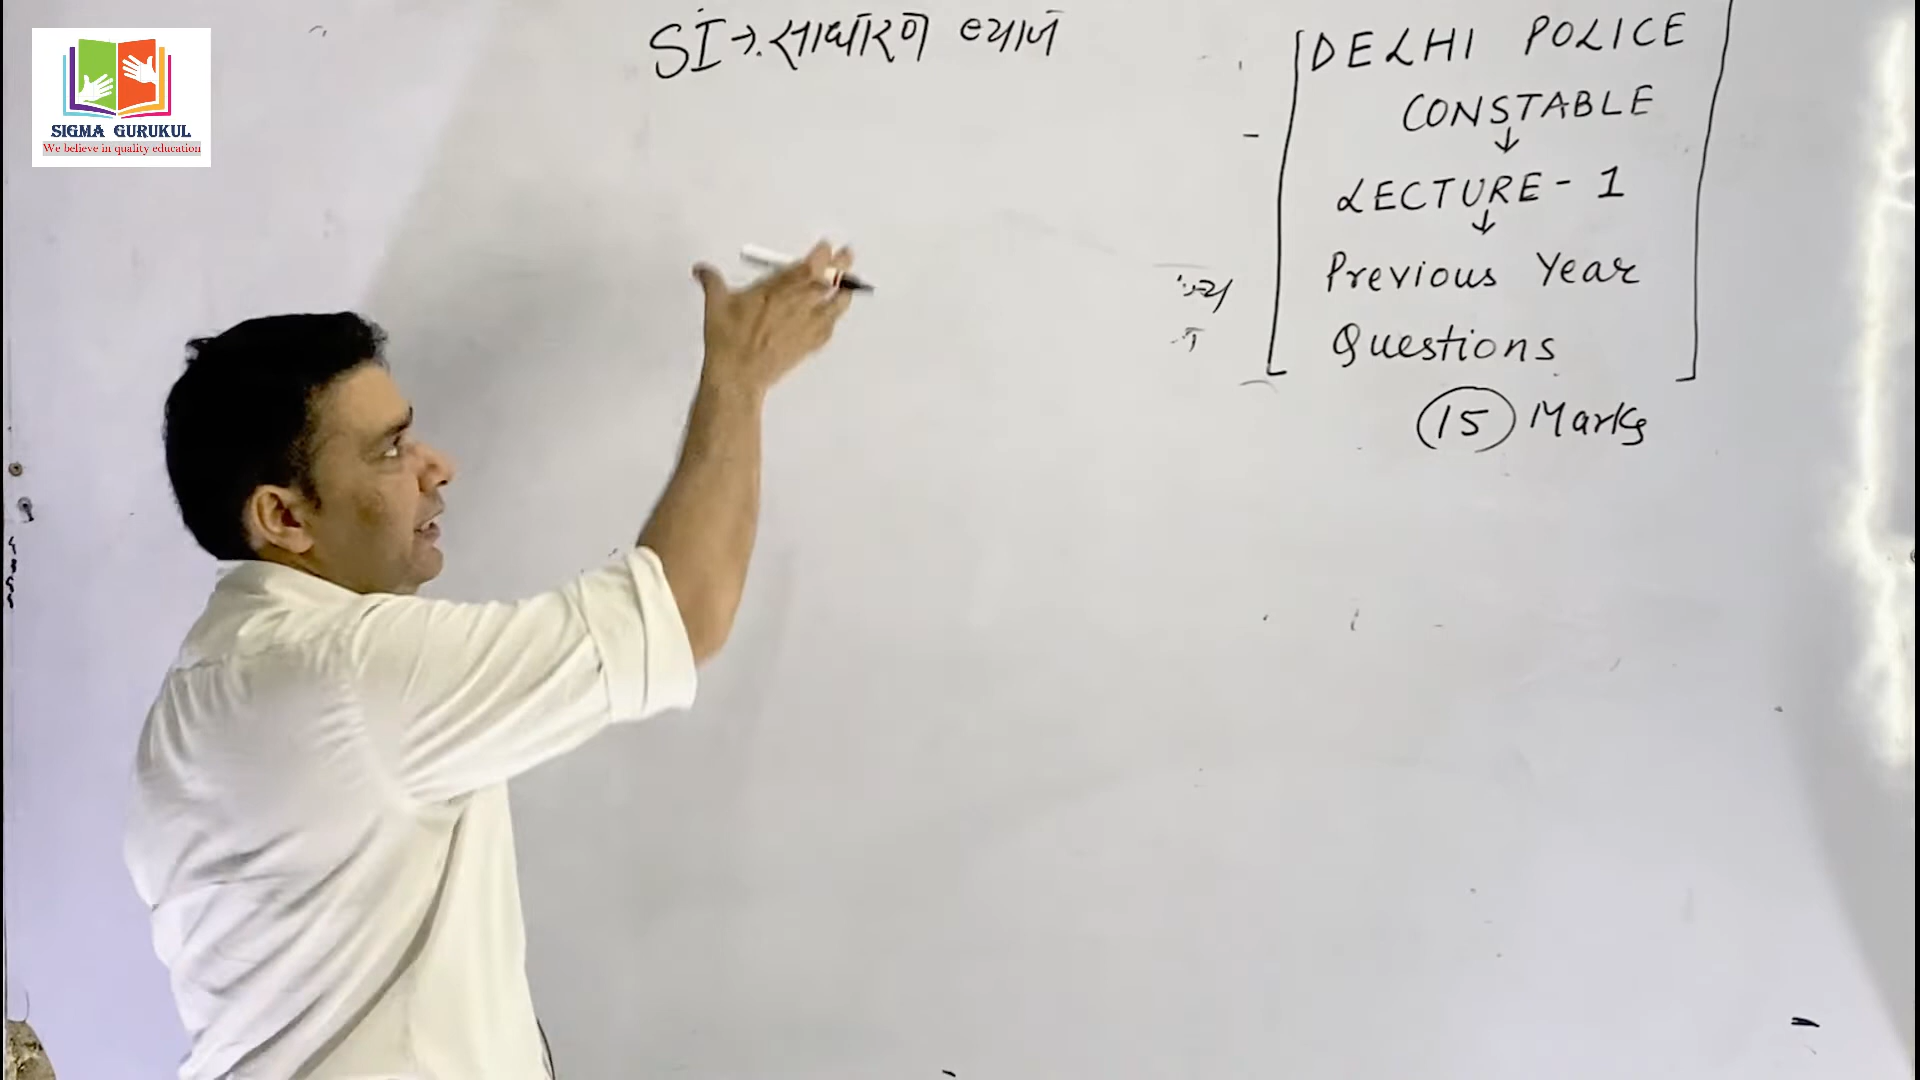 SIGMA GURUKUL
We believe in quality education
SI → साधारण ब्याज
DELHI POLICE
CONSTABLE
↓
LECTURE - 1
↓
Previous Year
Questions
15 Marks